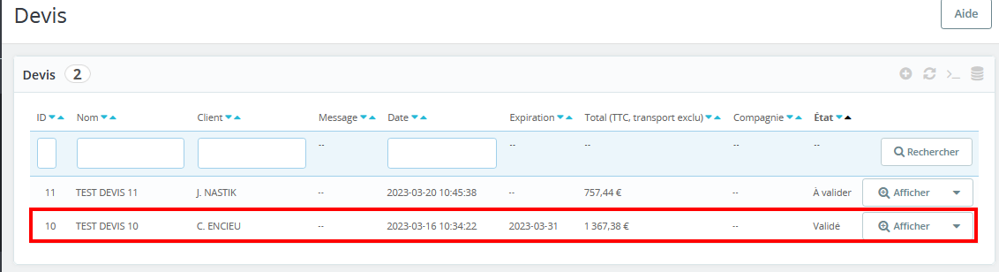 Devis
Aide
Devis 2
ID Nom Client Message Date Expiration Total (TTC, transport exclu) Compagnie État
-- -- -- -- -- Rechercher
11 TEST DEVIS 11 J. NASTIK -- 2023-03-20 10:45:38 -- 757,44 € -- À valider Afficher
10 TEST DEVIS 10 C. ENCIEU -- 2023-03-16 10:34:22 2023-03-31 1 367,38 € -- Validé Afficher